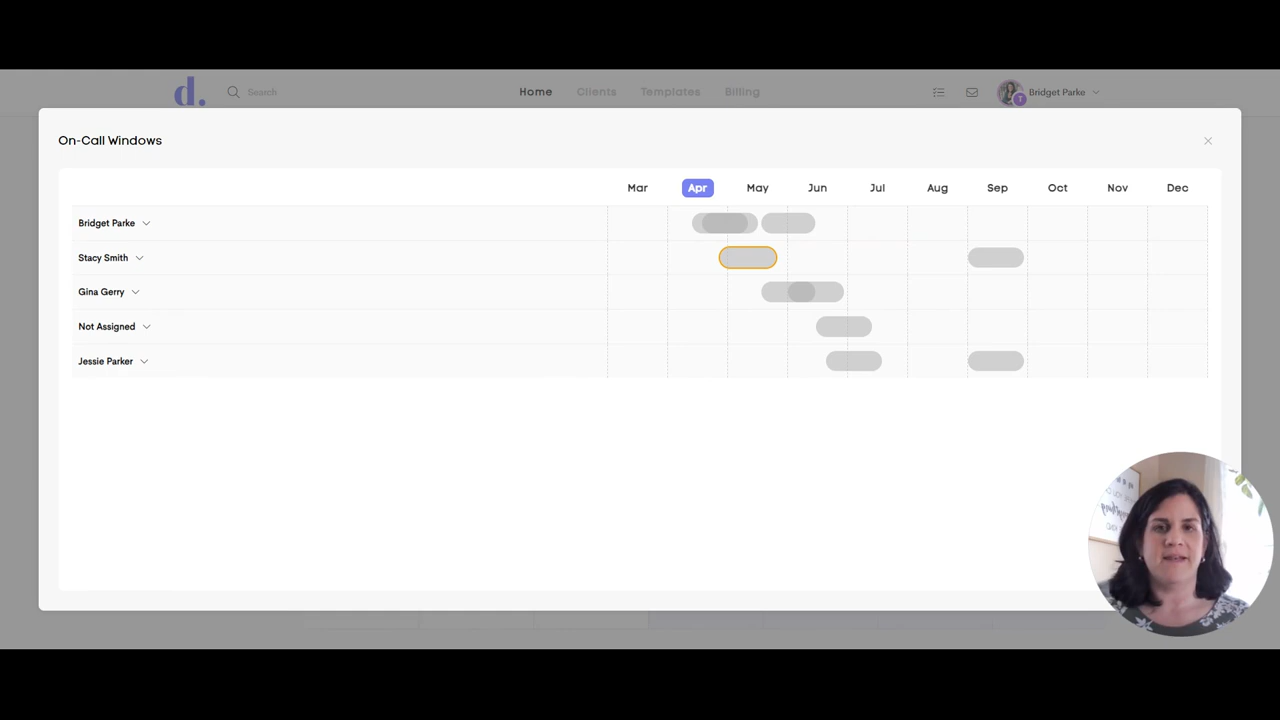 d.
Search
Home
Clients
Templates
Billing
T
Bridget Parke
On-Call Windows
Mar
Apr
May
Jun
Jul
Aug
Sep
Oct
Nov
Dec
Bridget Parke
Stacy Smith
Gina Gerry
Not Assigned
Jessie Parker